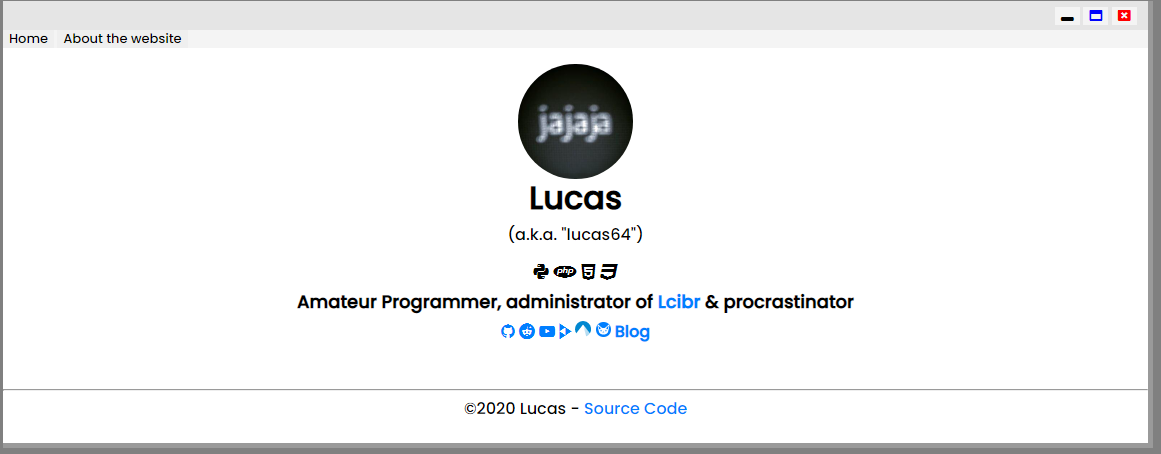 Home About the website
jajaja
Lucas
(a.k.a. "lucas64")
php
Amateur Programmer, administrator of Lcibr & procrastinator
Blog
©2020 Lucas - Source Code